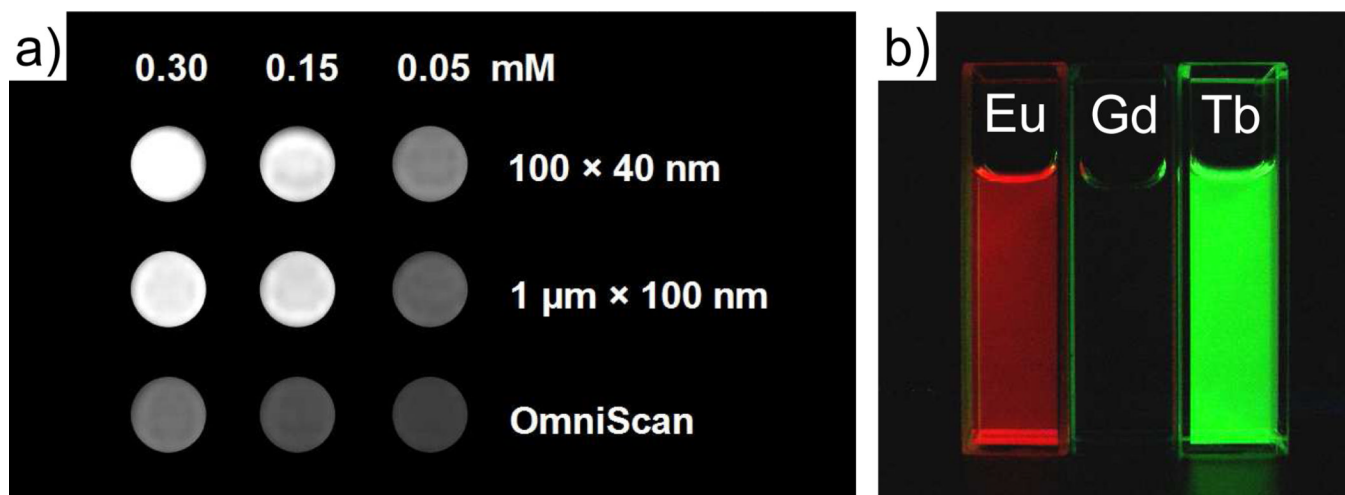 a)
0.30 0.15 0.05 mM
100 × 40 nm
1 µm × 100 nm
OmniScan
b)
Eu Gd Tb